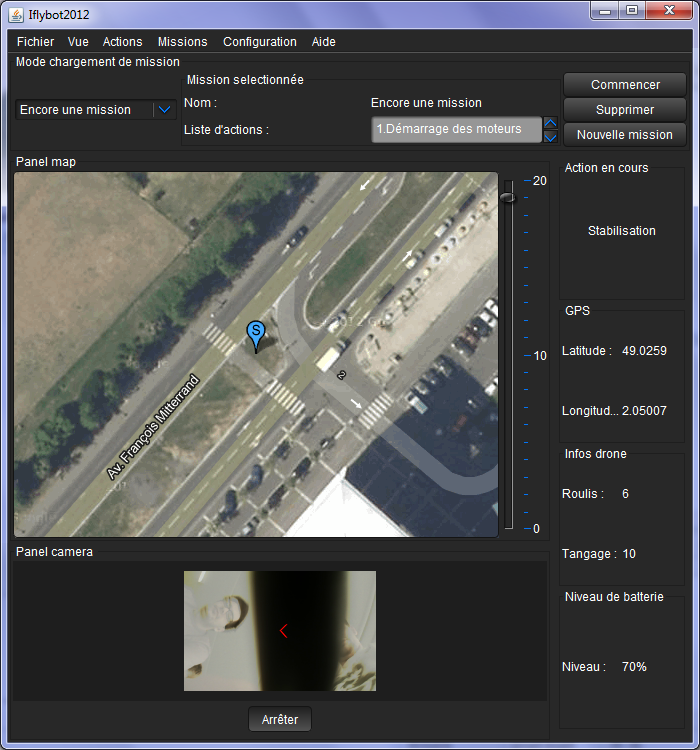 Iflybot2012
Fichier Vue Actions Missions Configuration Aide
Mode chargement de mission
Encore une mission
Mission selectionnée
Nom : Encore une mission
Liste d'actions : 1.Démarrage des moteurs
Commencer
Supprimer
Nouvelle mission
Panel map
S
Av. François Mitterrand
2
20
10
0
Action en cours
Stabilisation
GPS
Latitude : 49.0259
Longitud... 2.05007
Infos drone
Roulis : 6
Tangage : 10
Niveau de batterie
Niveau : 70%
Panel camera
Arrêter